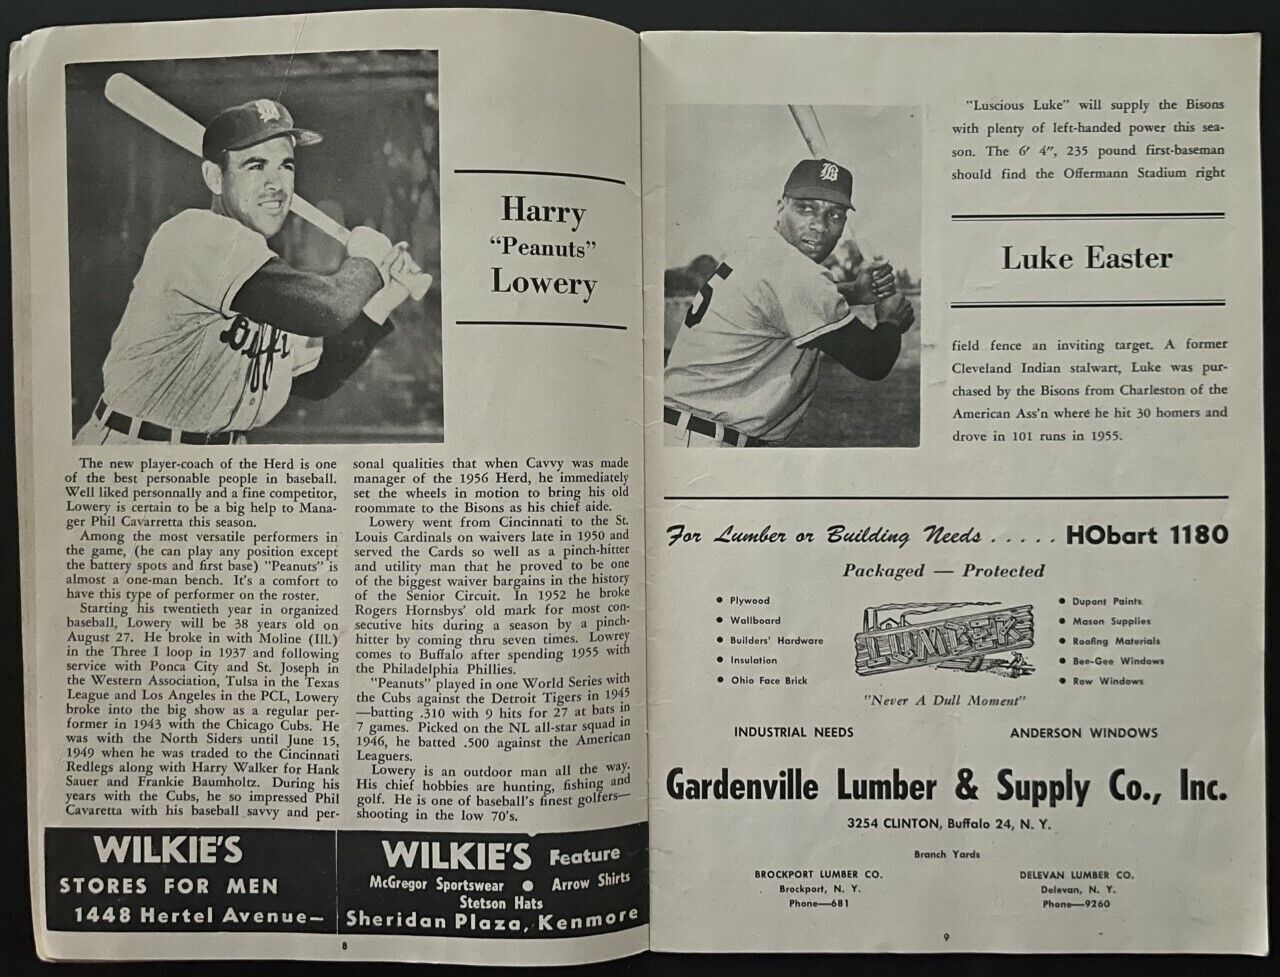 Harry
"Peanuts"
Lowery
B
Buff
The new player-coach of the Herd is one
of the best personable people in baseball.
Well liked personnally and a fine competitor,
Lowery is certain to be a big help to Mana-
ger Phil Cavarretta this season.
Among the most versatile performers in
the game, (he can play any position except
the battery spots and first base) "Peanuts" is
almost a one-man bench. It's a comfort to
have this type of performer on the roster.
Starting his twentieth year in organized
baseball, Lowery will be 38 years old on
August 27. He broke in with Moline (Ill.)
in the Three I loop in 1937 and following
service with Ponca City and St. Joseph in
the Western Association, Tulsa in the Texas
League and Los Angeles in the PCL, Lowery
broke into the big show as a regular per-
former in 1943 with the Chicago Cubs. He
was with the North Siders until June 15,
1949 when he was traded to the Cincinnati
Redlegs along with Harry Walker for Hank
Sauer and Frankie Baumholtz. During his
years with the Cubs, he so impressed Phil
Cavaretta with his baseball savvy and per-
sonal qualities that when Cavvy was made
manager of the 1956 Herd, he immediately
set the wheels in motion to bring his old
roommate to the Bisons as his chief aide.
Lowery went from Cincinnati to the St.
Louis Cardinals on waivers late in 1950 and
served the Cards so well as a pinch-hitter
and utility man that he proved to be one
of the biggest waiver bargains in the history
of the Senior Circuit. In 1952 he broke
Rogers Hornsbys' old mark for most con-
secutive hits during a season by a pinch-
hitter by coming thru seven times. Lowrey
comes to Buffalo after spending 1955 with
the Philadelphia Phillies.
"Peanuts" played in one World Series with
the Cubs against the Detroit Tigers in 1945
—batting .310 with 9 hits for 27 at bats in
7 games. Picked on the NL all-star squad in
1946, he batted .500 against the American
Leaguers.
Lowery is an outdoor man all the way.
His chief hobbies are hunting, fishing and
golf. He is one of baseball's finest golfers—
shooting in the low 70's.
WILKIE'S
STORES FOR MEN
1448 Hertel Avenue—
WILKIE'S Feature
McGregor Sportswear ● Arrow Shirts
Stetson Hats
Sheridan Plaza, Kenmore
8
B
5
"Luscious Luke" will supply the Bisons
with plenty of left-handed power this sea-
son. The 6' 4", 235 pound first-baseman
should find the Offermann Stadium right
Luke Easter
field fence an inviting target. A former
Cleveland Indian stalwart, Luke was pur-
chased by the Bisons from Charleston of the
American Ass'n where he hit 30 homers and
drove in 101 runs in 1955.
For Lumber or Building Needs ..... HObart 1180
Packaged — Protected
● Plywood
● Wallboard
● Builders' Hardware
● Insulation
● Ohio Face Brick
LUMBER
● Dupont Paints
● Mason Supplies
● Roofing Materials
● Bee-Gee Windows
● Row Windows
"Never A Dull Moment"
INDUSTRIAL NEEDS
ANDERSON WINDOWS
Gardenville Lumber & Supply Co., Inc.
3254 CLINTON, Buffalo 24, N. Y.
Branch Yards
BROCKPORT LUMBER CO.
Brockport, N. Y.
Phone—681
DELEVAN LUMBER CO.
Delevan, N. Y.
Phone—9260
9